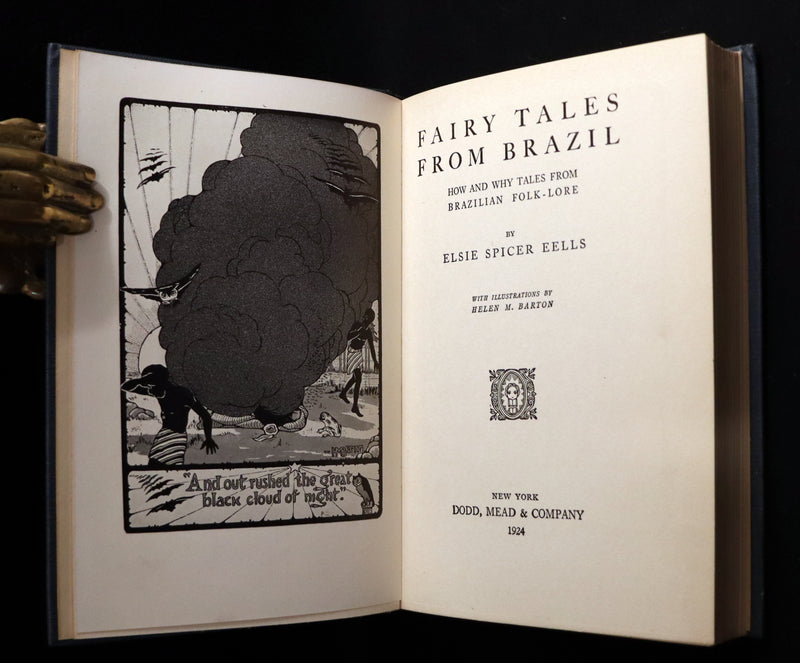 "And out rushed the great
black cloud of night."
FAIRY TALES
FROM BRAZIL
HOW AND WHY TALES FROM
BRAZILIAN FOLK-LORE
BY
ELSIE SPICER EELLS
WITH ILLUSTRATIONS BY
HELEN M. BARTON
NEW YORK
DODD, MEAD & COMPANY
1924